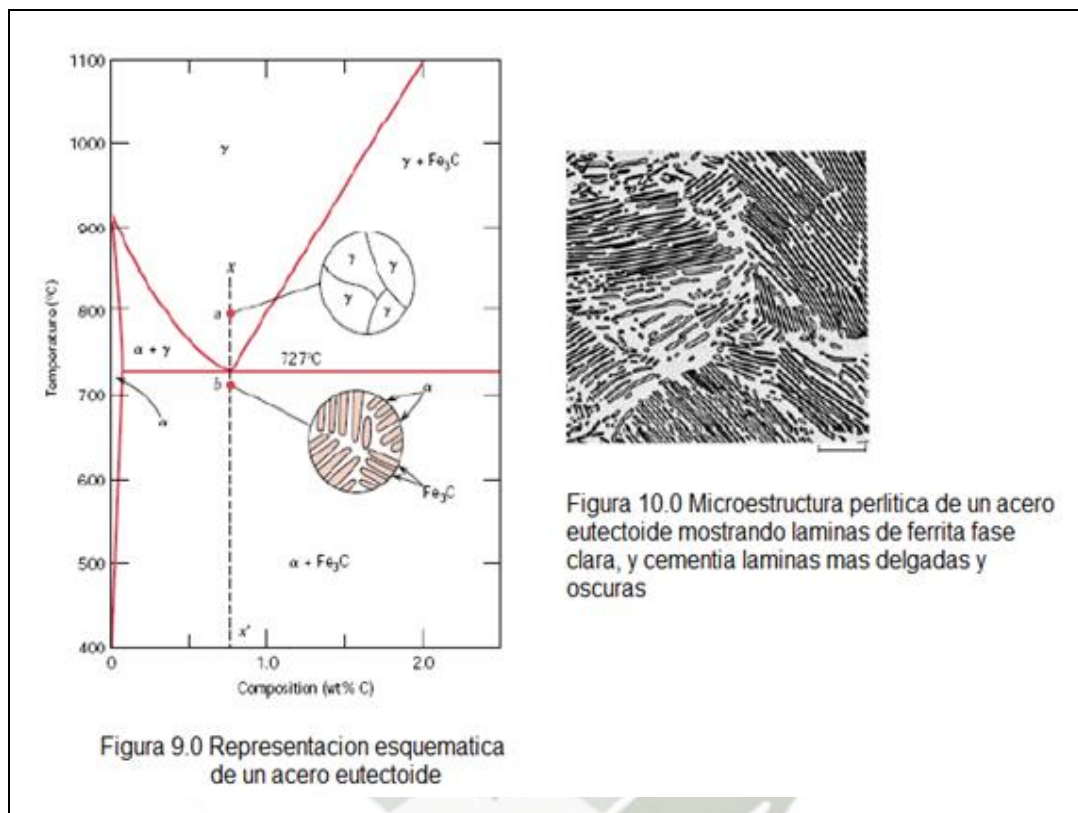 1100
1000
900
800
700
600
500
400
Temperature (°C)
γ
γ + Fe₃C
x
a
γ
γ
γ
γ
α + γ
727°C
b
α
α
Fe₃C
α + Fe₃C
x'
0
1.0
2.0
Composition (wt% C)
Figura 9.0 Representacion esquematica
de un acero eutectoide
Figura 10.0 Microestructura perlitica de un acero
eutectoide mostrando laminas de ferrita fase
clara, y cementia laminas mas delgadas y
oscuras